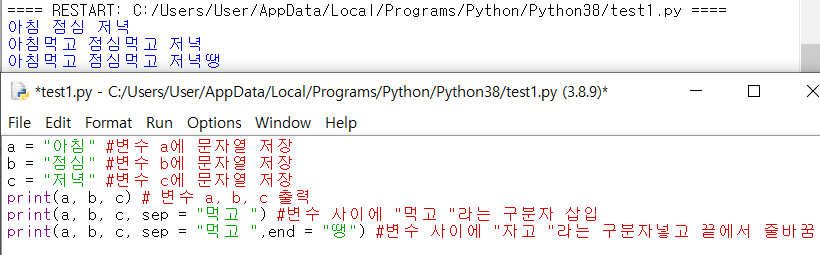 ==== RESTART: C:/Users/User/AppData/Local/Programs/Python/Python38/test1.py ====
아침 점심 저녁
아침먹고 점심먹고 저녁
아침먹고 점심먹고 저녁땡
*test1.py - C:/Users/User/AppData/Local/Programs/Python/Python38/test1.py (3.8.9)*
File Edit Format Run Options Window Help
a = "아침" #변수 a에 문자열 저장
b = "점심" #변수 b에 문자열 저장
c = "저녁" #변수 c에 문자열 저장
print(a, b, c) # 변수 a, b, c 출력
print(a, b, c, sep = "먹고 ") #변수 사이에 "먹고 "라는 구분자 삽입
print(a, b, c, sep = "먹고 ",end = "땡") #변수 사이에 "자고 "라는 구분자넣고 끝에서 줄바꿈